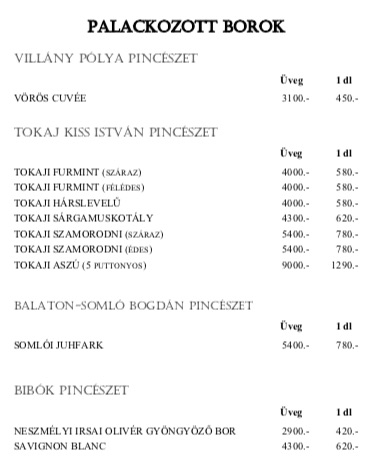 PALACKOZOTT BOROK
VILLÁNY PÓLYA PINCÉSZET
Üveg 1 dl
VÖRÖS CUVÉE 3100.- 450.-
TOKAJ KISS ISTVÁN PINCÉSZET
Üveg 1 dl
TOKAJI FURMINT (SZÁRAZ) 4000.- 580.-
TOKAJI FURMINT (FÉLÉDES) 4000.- 580.-
TOKAJI HÁRSLEVELŰ 4000.- 580.-
TOKAJI SÁRGAMUSKOTÁLY 4300.- 620.-
TOKAJI SZAMORODNI (SZÁRAZ) 5400.- 780.-
TOKAJI SZAMORODNI (ÉDES) 5400.- 780.-
TOKAJI ASZÚ (5 PUTTONYOS) 9000.- 1290.-
BALATON-SOMLÓ BOGDÁN PINCÉSZET
Üveg 1 dl
SOMLÓI JUHFARK 5400.- 780.-
BIBÓK PINCÉSZET
Üveg 1 dl
NESZMÉLYI IRSAI OLIVÉR GYÖNGYÖZŐ BOR 2900.- 420.-
SAVIGNON BLANC 4300.- 620.-